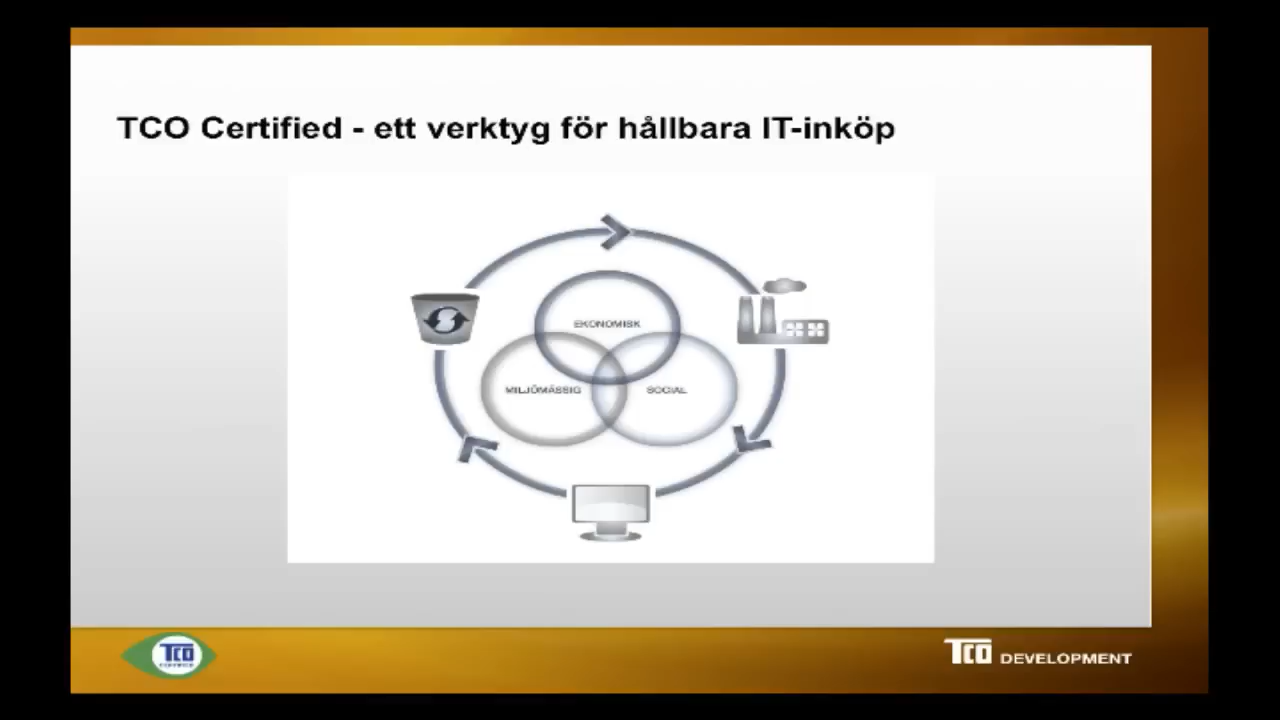 TCO Certified - ett verktyg för hållbara IT-inköp
EKONOMISK
MILJÖMÄSSIG
SOCIAL
TCO
TCO DEVELOPMENT